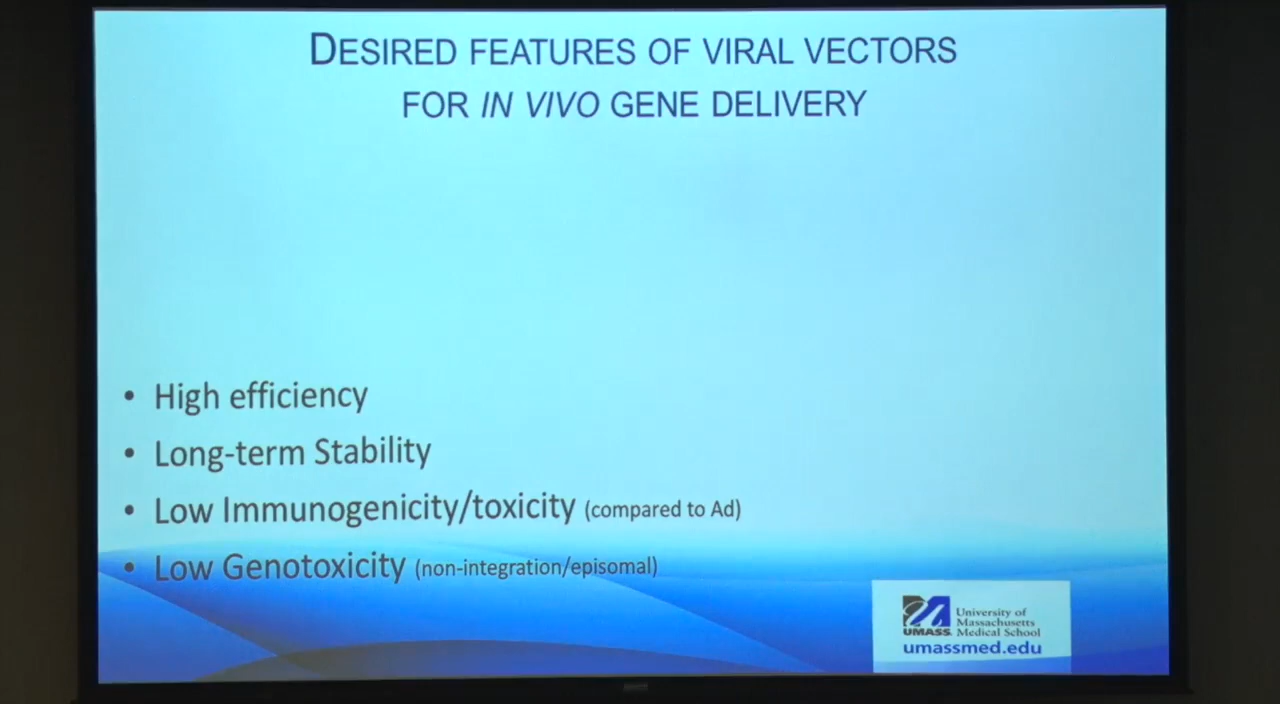 DESIRED FEATURES OF VIRAL VECTORS
FOR IN VIVO GENE DELIVERY
• High efficiency
• Long-term Stability
• Low Immunogenicity/toxicity (compared to Ad)
• Low Genotoxicity (non-integration/episomal)
UMASS
University of
Massachusetts
Medical School
umassmed.edu